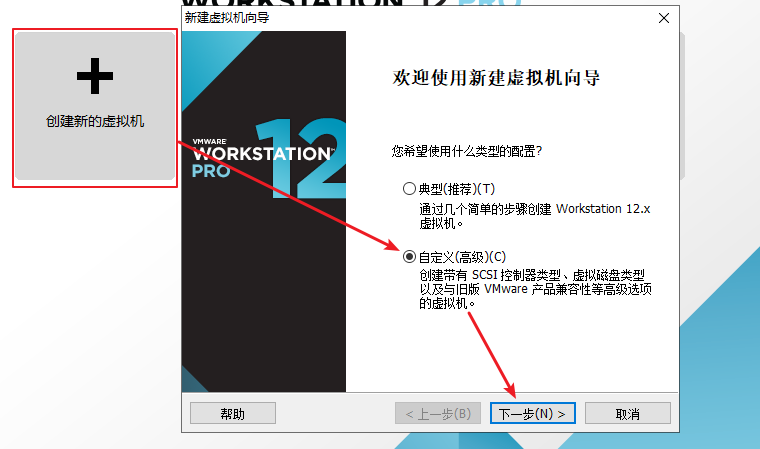 WORKSTATION 12 PRO
新建虚拟机向导
创建新的虚拟机
VMWARE
WORKSTATION™
PRO 12
欢迎使用新建虚拟机向导
您希望使用什么类型的配置?
典型(推荐)(T)
通过几个简单的步骤创建 Workstation 12.x
虚拟机。
自定义(高级)(C)
创建带有 SCSI 控制器类型、虚拟磁盘类型
以及与旧版 VMware 产品兼容性等高级选项
的虚拟机。
帮助
< 上一步(B)
下一步(N) >
取消